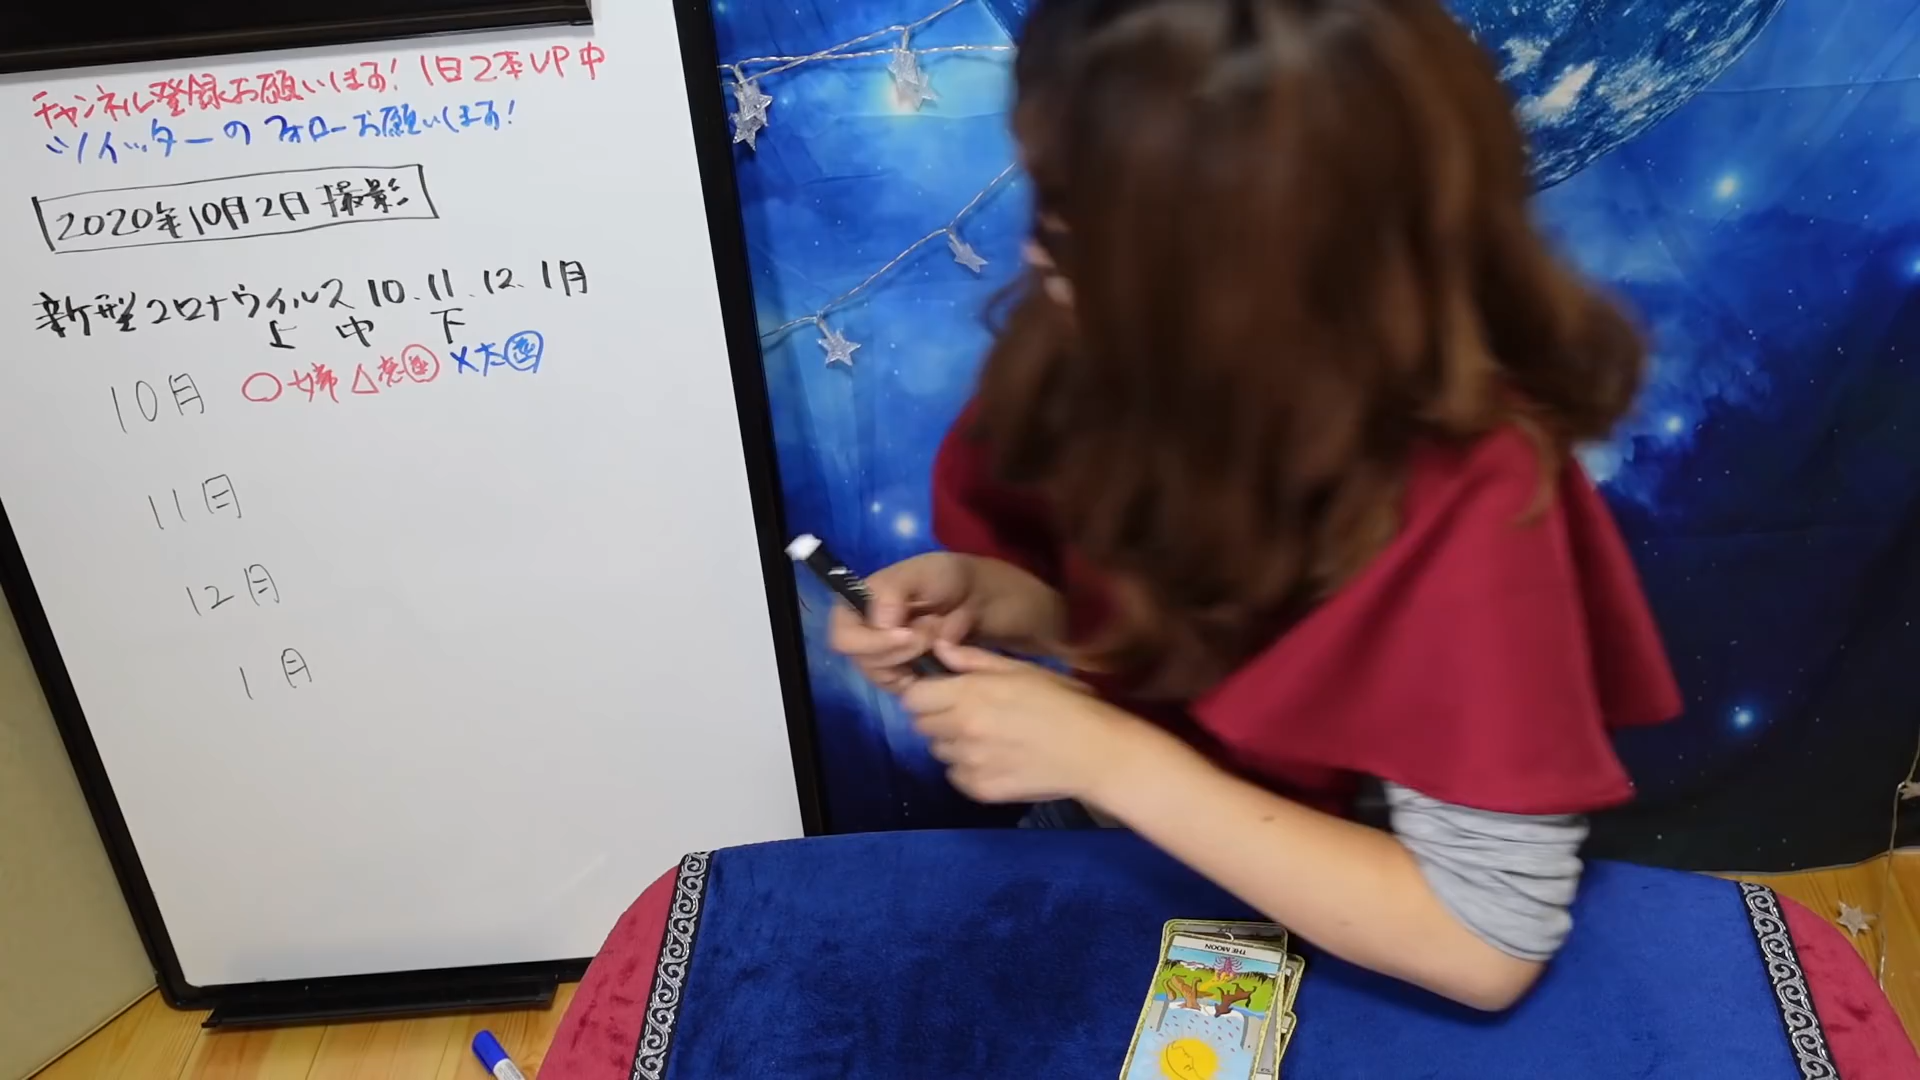 チャンネル登録お願いします！1日2本UP中
ツイッターのフォローお願いします！
2020年10月2日撮影
新型コロナウィルス 10.11.12.1月
上 中 下
10月 ○ △ ×
11月
12月
1月
THE MOON